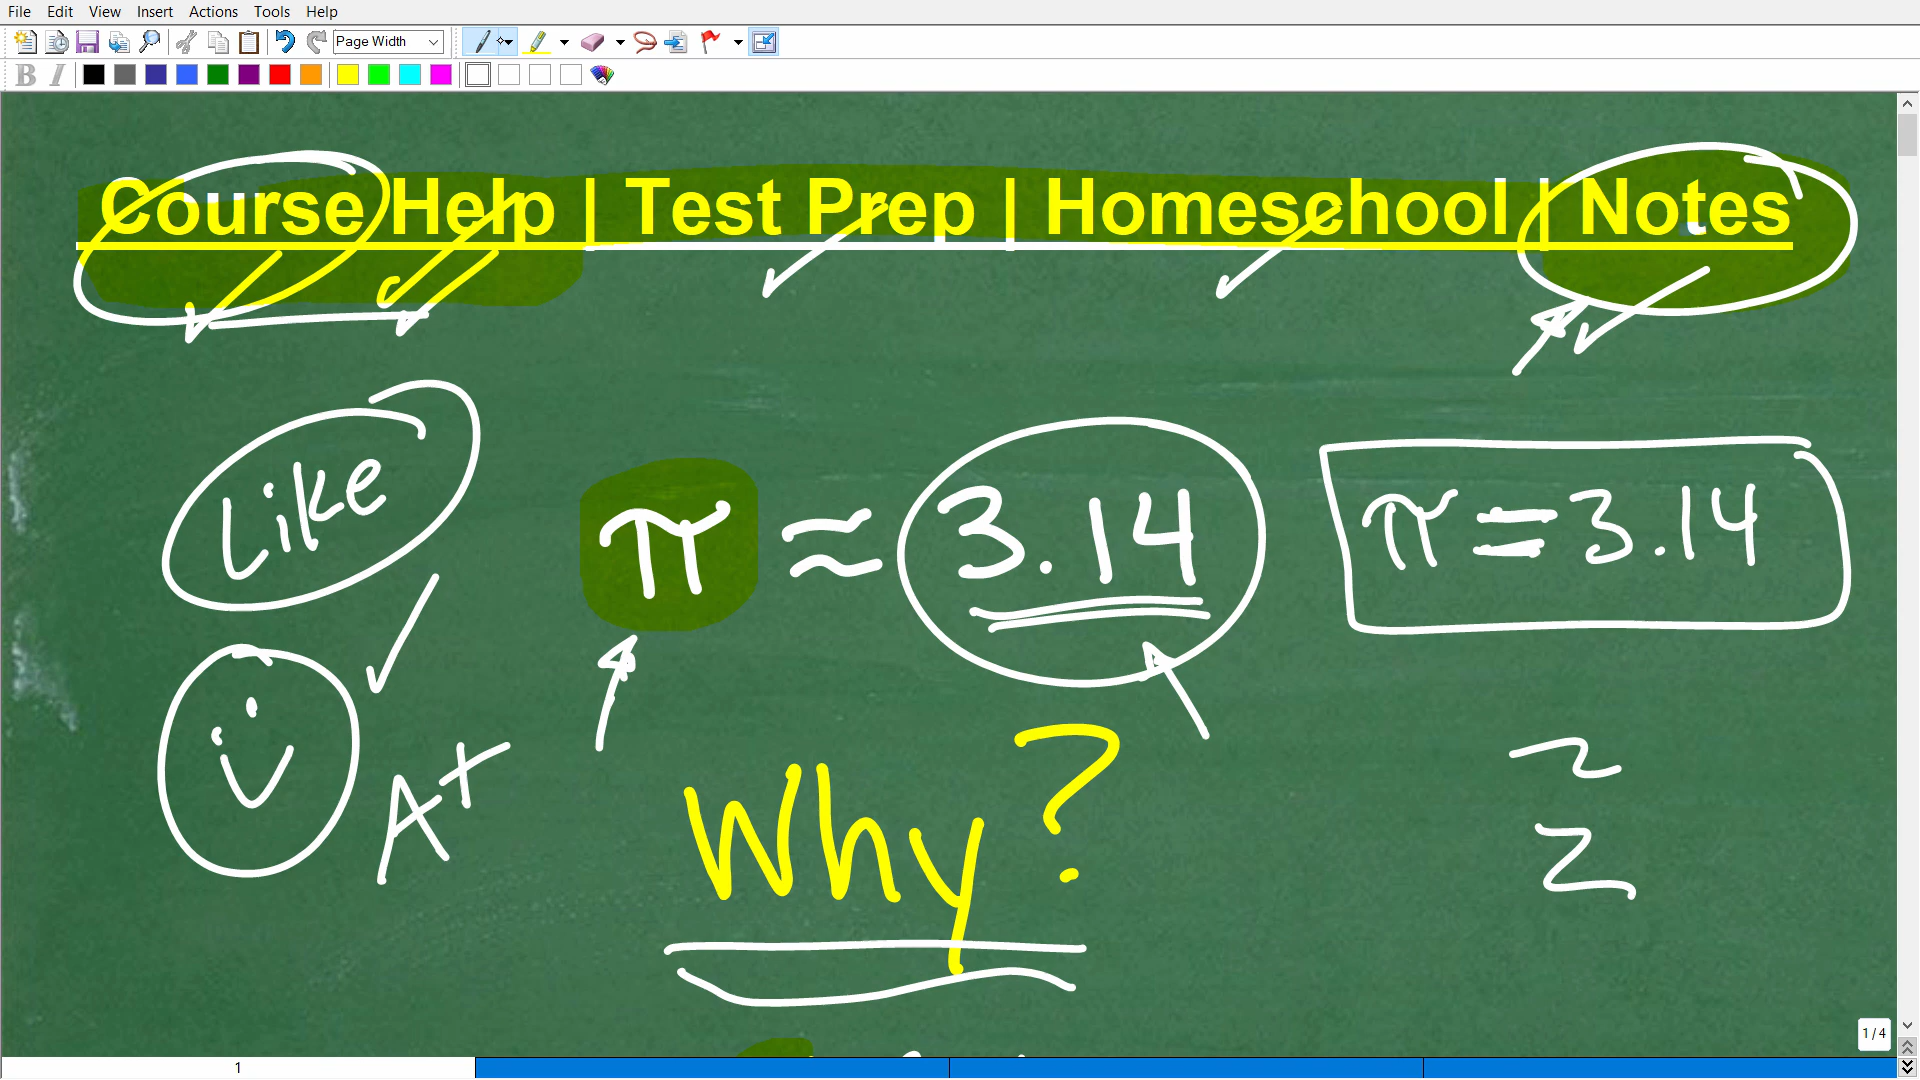 File Edit View Insert Actions Tools Help
Page Width
B I
Course Help | Test Prep | Homeschool | Notes
Like
π ≈ 3.14
π = 3.14
Why?
A+
≈
1 / 4
1